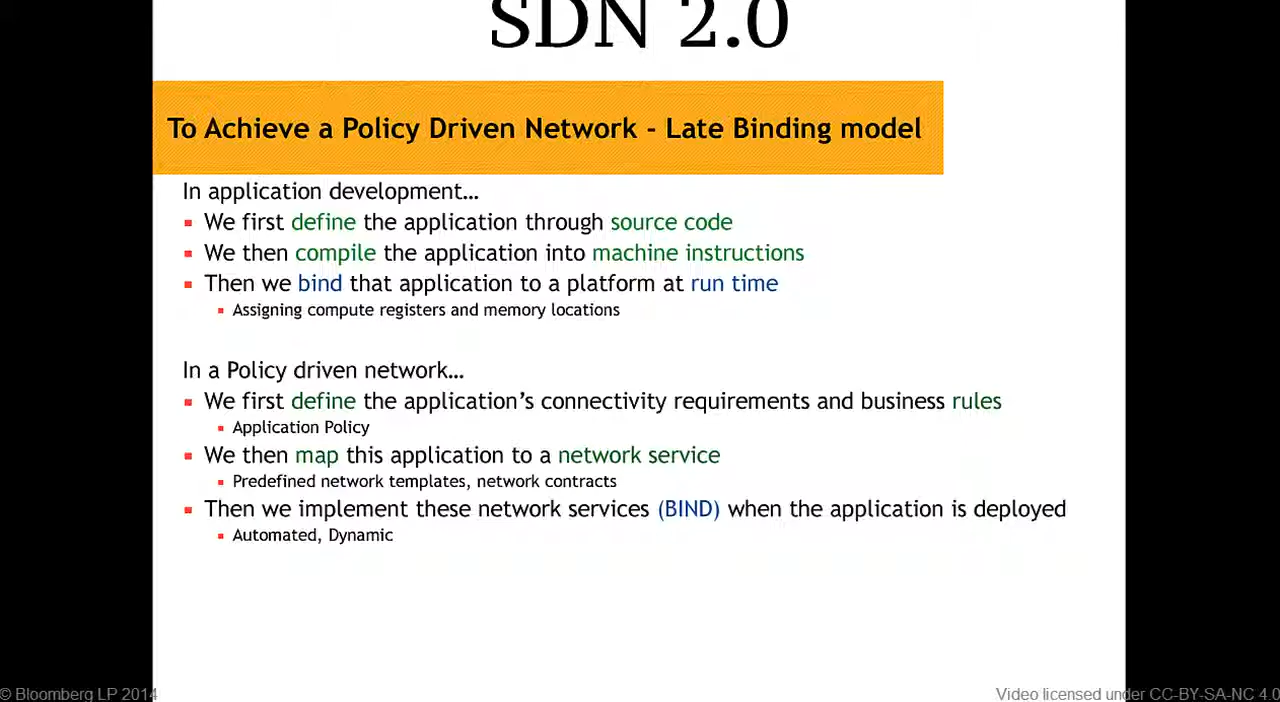 SDN 2.0
To Achieve a Policy Driven Network - Late Binding model
In application development…
We first define the application through source code
We then compile the application into machine instructions
Then we bind that application to a platform at run time
Assigning compute registers and memory locations
In a Policy driven network…
We first define the application’s connectivity requirements and business rules
Application Policy
We then map this application to a network service
Predefined network templates, network contracts
Then we implement these network services (BIND) when the application is deployed
Automated, Dynamic
© Bloomberg LP 2014
Video licensed under CC-BY-SA-NC 4.0